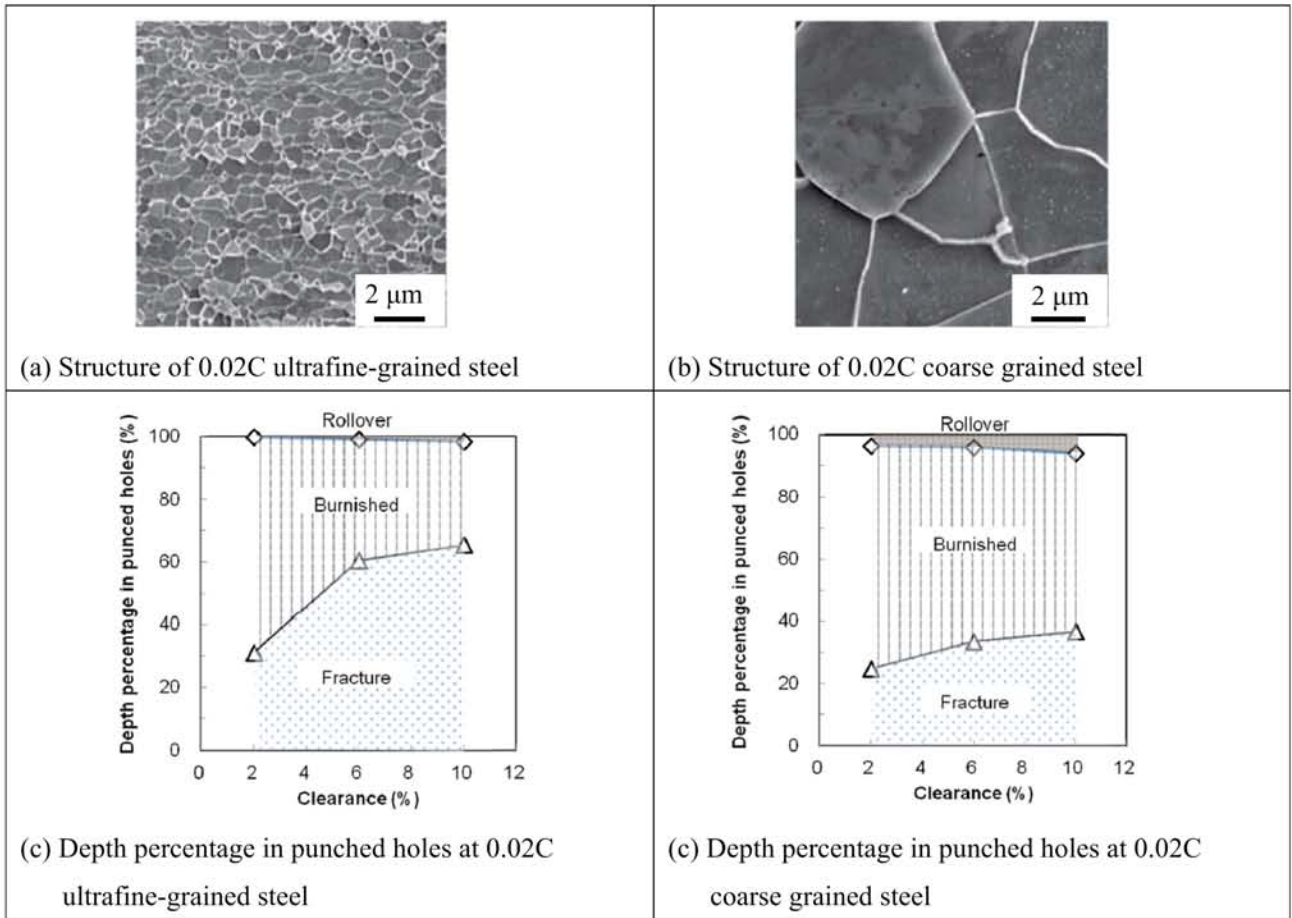 2 μm
(a) Structure of 0.02C ultrafine-grained steel
2 μm
(b) Structure of 0.02C coarse grained steel
Rollover
Burnished
Fracture
Depth percentage in punced holes (%)
100
80
60
40
20
0
0 2 4 6 8 10 12
Clearance (%)
(c) Depth percentage in punched holes at 0.02C
ultrafine-grained steel
Rollover
Burnished
Fracture
Depth percentage in punced holes (%)
100
80
60
40
20
0
0 2 4 6 8 10 12
Clearance (%)
(c) Depth percentage in punched holes at 0.02C
coarse grained steel